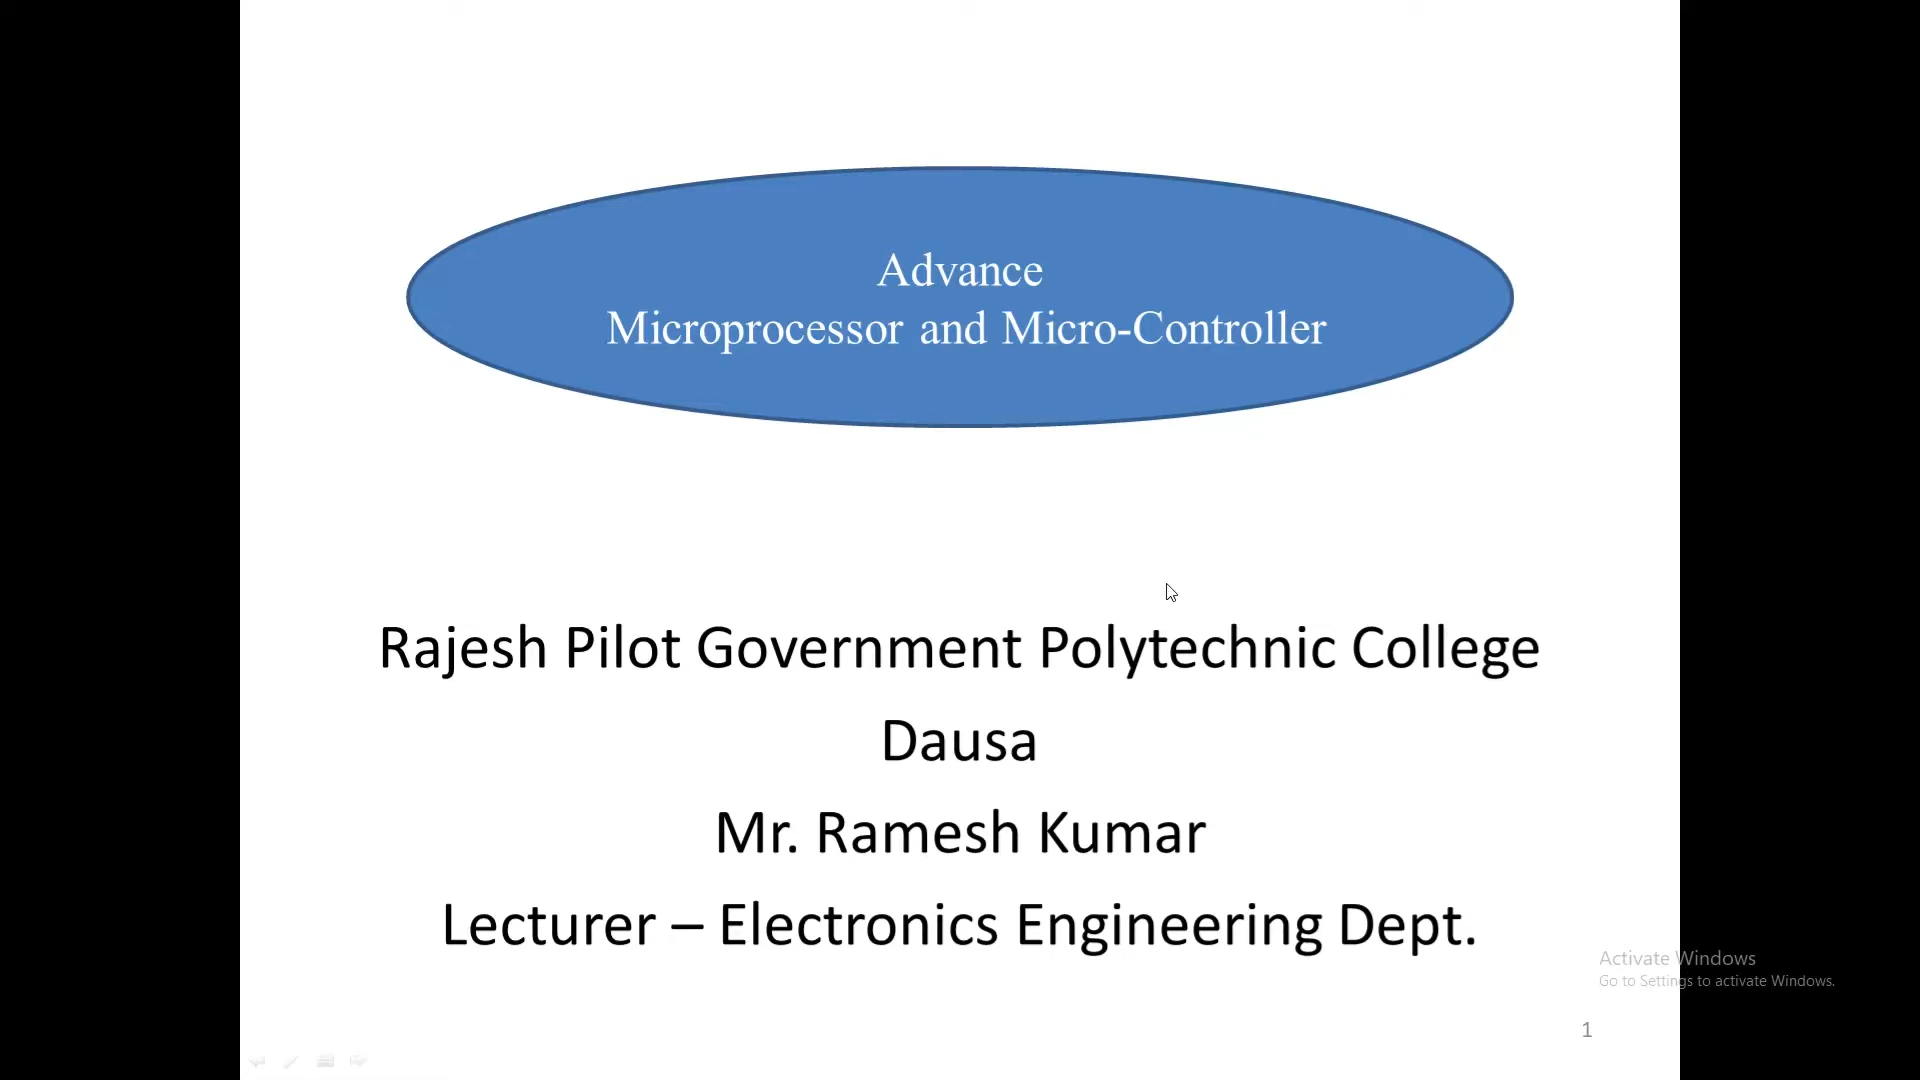 Advance
Microprocessor and Micro-Controller
Rajesh Pilot Government Polytechnic College
Dausa
Mr. Ramesh Kumar
Lecturer – Electronics Engineering Dept.
Activate Windows
Go to Settings to activate Windows.
1